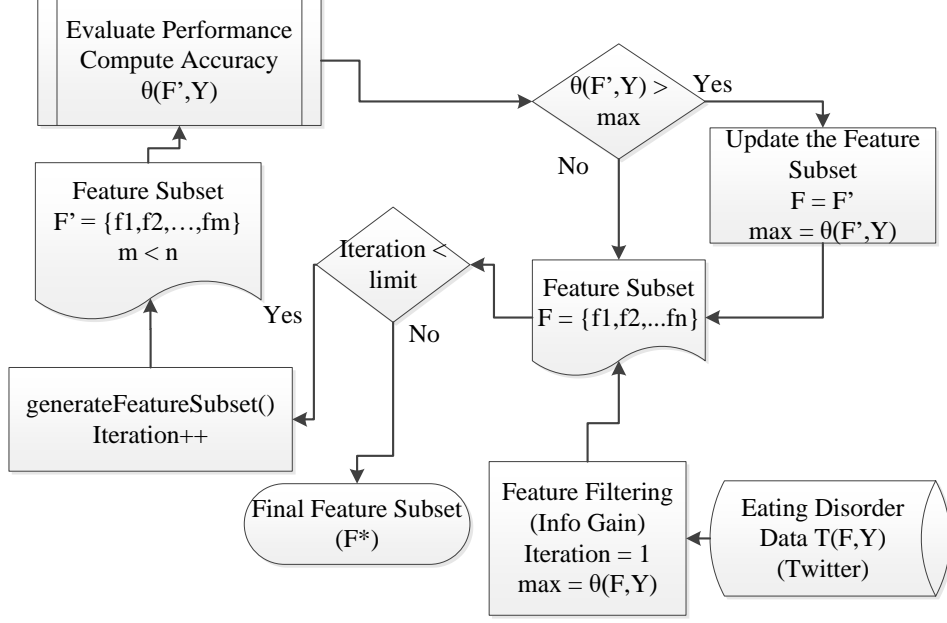 Evaluate Performance
Compute Accuracy
θ(F’,Y)
θ(F’,Y) >
max
Yes
No
Update the Feature
Subset
F = F’
max = θ(F’,Y)
Feature Subset
F’ = {f1,f2,…,fm}
m < n
Iteration <
limit
Yes
No
Feature Subset
F = {f1,f2,...fn}
generateFeatureSubset()
Iteration++
Final Feature Subset
(F*)
Feature Filtering
(Info Gain)
Iteration = 1
max = θ(F,Y)
Eating Disorder
Data T(F,Y)
(Twitter)